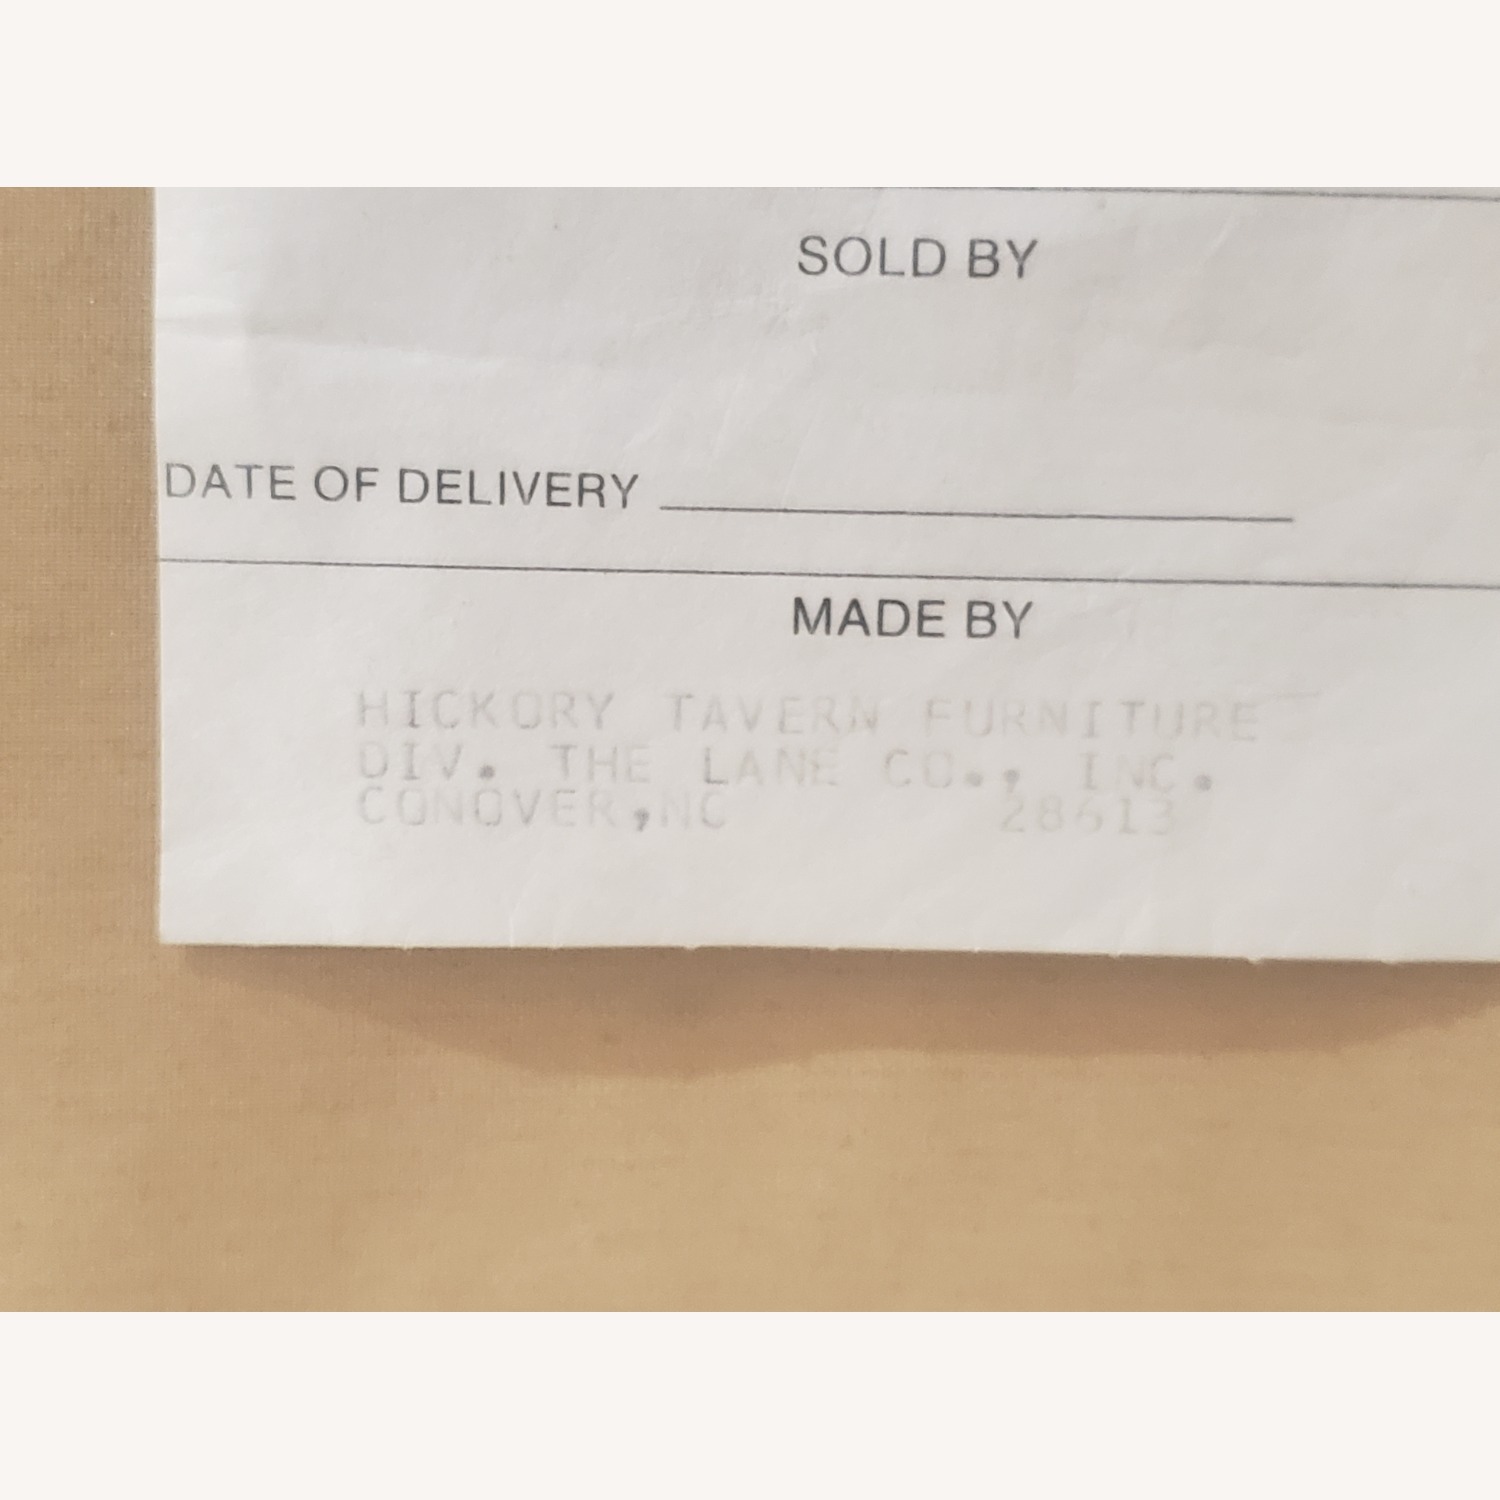 SOLD BY
DATE OF DELIVERY
MADE BY
HICKORY TAVERN FURNITURE
DIV. THE LANE CO., INC.
CONOVER,NC 28613